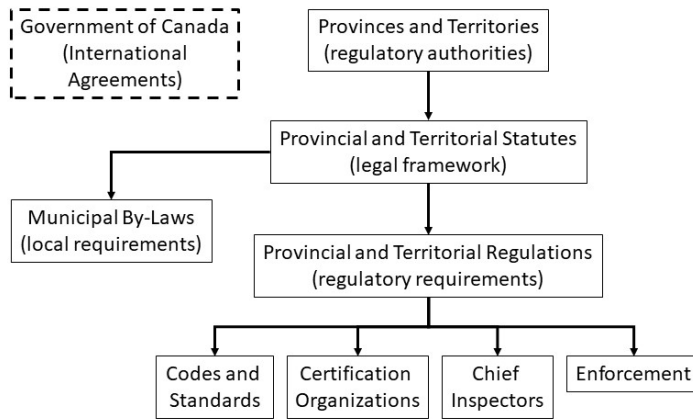 Government of Canada
(International
Agreements)
Provinces and Territories
(regulatory authorities)
Provincial and Territorial Statutes
(legal framework)
Municipal By-Laws
(local requirements)
Provincial and Territorial Regulations
(regulatory requirements)
Codes and
Standards
Certification
Organizations
Chief
Inspectors
Enforcement